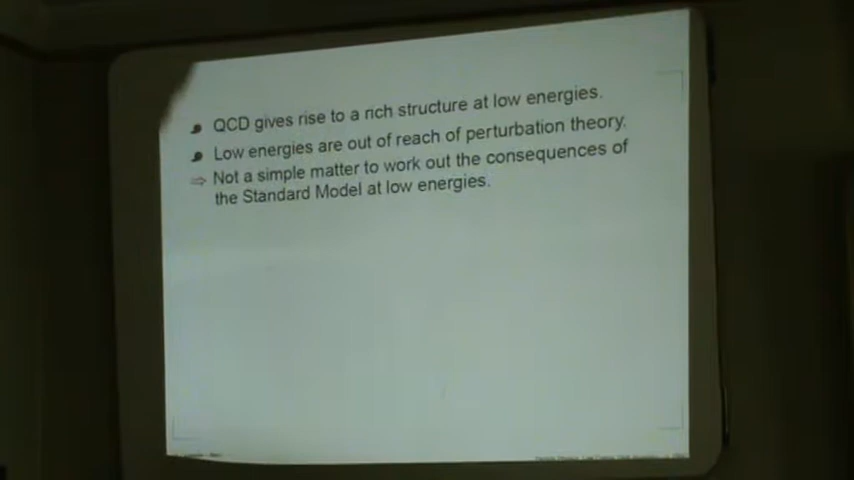 QCD gives rise to a rich structure at low energies.
Low energies are out of reach of perturbation theory.
⇒ Not a simple matter to work out the consequences of
the Standard Model at low energies.